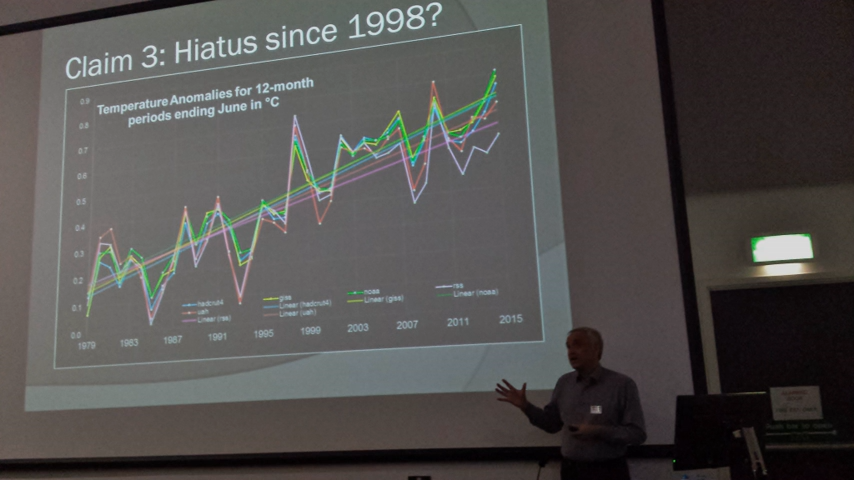 Claim 3: Hiatus since 1998?
Temperature Anomalies for 12-month
periods ending June in °C
0.9
0.8
0.7
0.6
0.5
0.4
0.3
0.2
0.1
0.0
hadcrut4
giss
noaa
rss
uah
Linear (hadcrut4)
Linear (giss)
Linear (noaa)
Linear (rss)
Linear (uah)
1979
1983
1987
1991
1995
1999
2003
2007
2011
2015